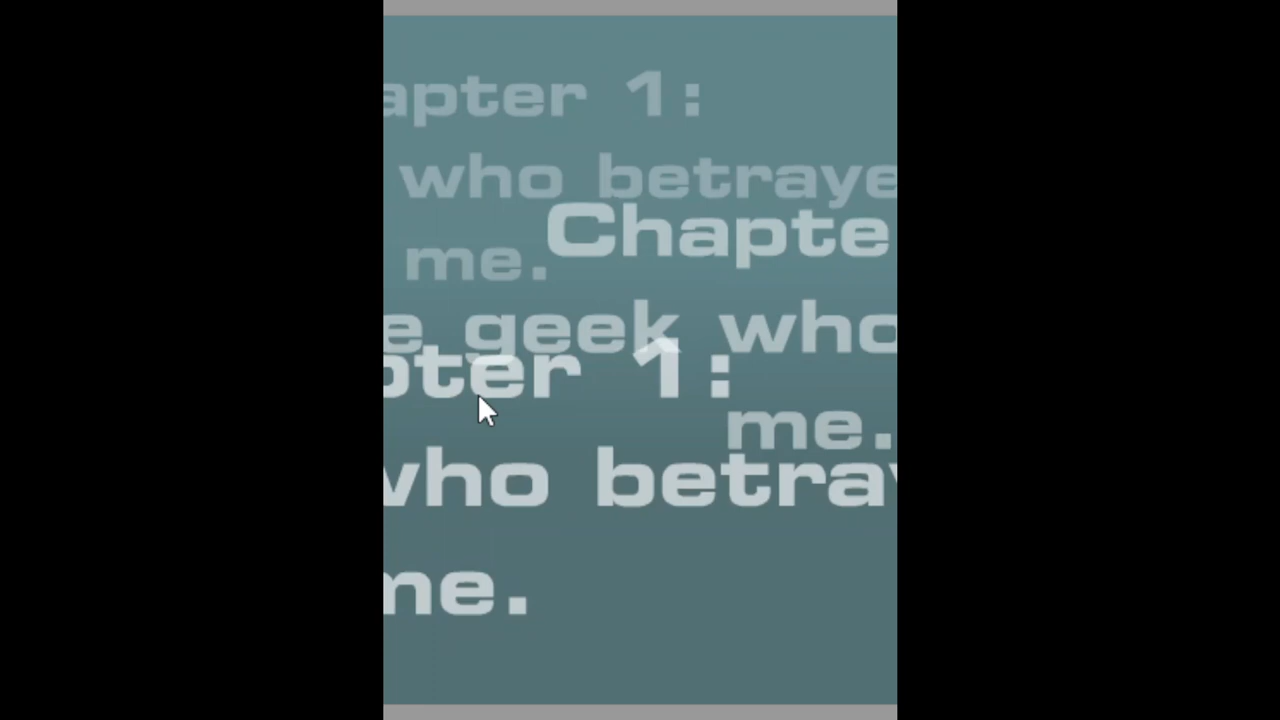 apter 1:
who betraye
Chapte
me.
e geek who
pter 1:
me.
who betray
me.